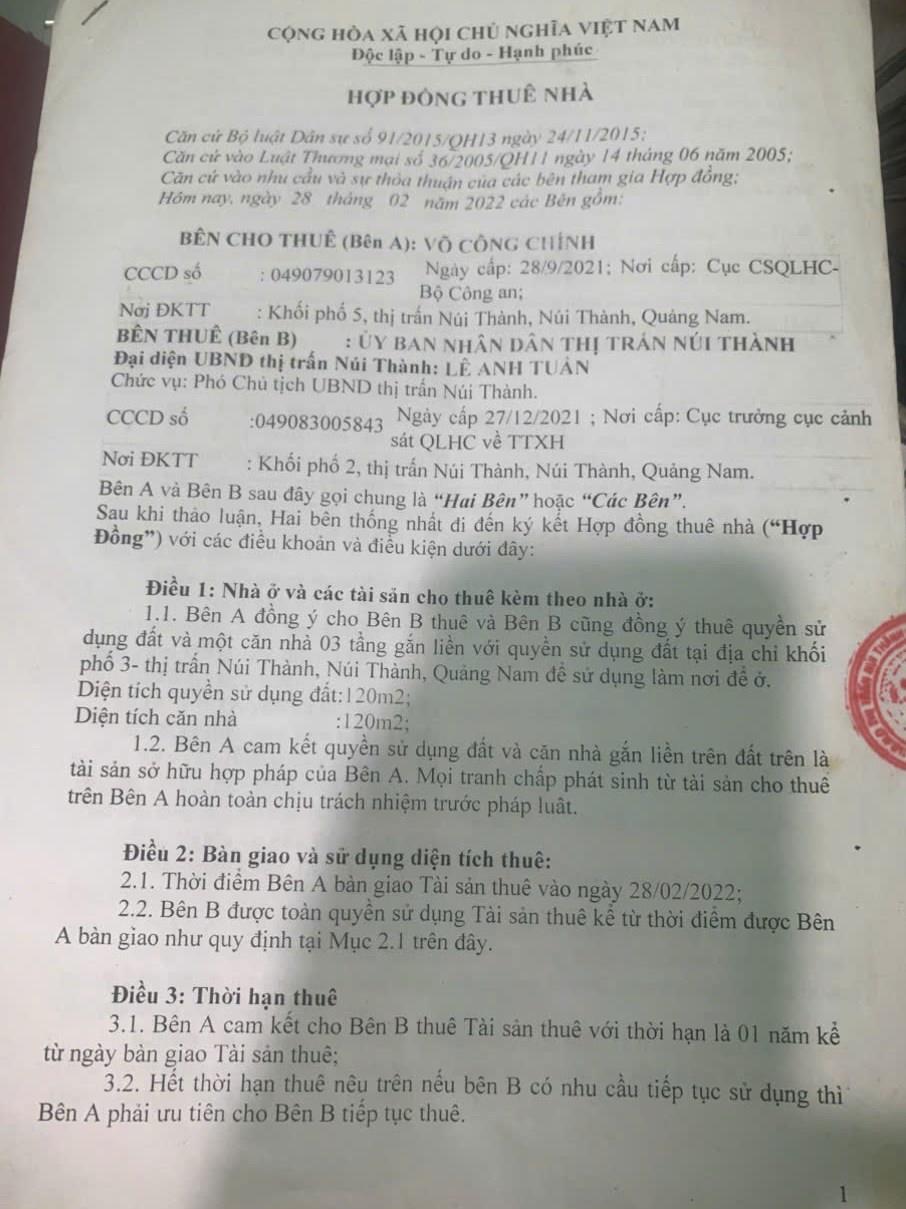 CỘNG HÒA XÃ HỘI CHỦ NGHĨA VIỆT NAM
Độc lập - Tự do - Hạnh phúc
HỢP ĐỒNG THUÊ NHÀ
Căn cứ Bộ luật Dân sự số 91/2015/QH13 ngày 24/11/2015;
Căn cứ vào Luật Thương mại số 36/2005/QH11 ngày 14 tháng 06 năm 2005;
Căn cứ vào nhu cầu và sự thỏa thuận của các bên tham gia Hợp đồng;
Hôm nay, ngày 28 tháng 02 năm 2022 các Bên gồm:
BÊN CHO THUÊ (Bên A): VÕ CÔNG CHÍNH
CCCD số : 049079013123 Ngày cấp: 28/9/2021; Nơi cấp: Cục CSQLHC-
Bộ Công an;
Nơi ĐKTT : Khối phố 5, thị trấn Núi Thành, Núi Thành, Quảng Nam.
BÊN THUÊ (Bên B) : ỦY BAN NHÂN DÂN THỊ TRẤN NÚI THÀNH
Đại diện UBND thị trấn Núi Thành: LÊ ANH TUẤN
Chức vụ: Phó Chủ tịch UBND thị trấn Núi Thành.
CCCD số :049083005843 Ngày cấp 27/12/2021 ; Nơi cấp: Cục trưởng cục cảnh
sát QLHC về TTXH
Nơi ĐKTT : Khối phố 2, thị trấn Núi Thành, Núi Thành, Quảng Nam.
Bên A và Bên B sau đây gọi chung là “Hai Bên” hoặc “Các Bên”.
Sau khi thảo luận, Hai bên thống nhất đi đến ký kết Hợp đồng thuê nhà (“Hợp
Đồng”) với các điều khoản và điều kiện dưới đây:
Điều 1: Nhà ở và các tài sản cho thuê kèm theo nhà ở:
1.1. Bên A đồng ý cho Bên B thuê và Bên B cũng đồng ý thuê quyền sử
dụng đất và một căn nhà 03 tầng gắn liền với quyền sử dụng đất tại địa chỉ khối
phố 3- thị trấn Núi Thành, Núi Thành, Quảng Nam để sử dụng làm nơi để ở.
Diện tích quyền sử dụng đất:120m2;
Diện tích căn nhà :120m2;
1.2. Bên A cam kết quyền sử dụng đất và căn nhà gắn liền trên đất trên là
tài sản sở hữu hợp pháp của Bên A. Mọi tranh chấp phát sinh từ tài sản cho thuê
trên Bên A hoàn toàn chịu trách nhiệm trước pháp luật.
Điều 2: Bàn giao và sử dụng diện tích thuê:
2.1. Thời điểm Bên A bàn giao Tài sản thuê vào ngày 28/02/2022;
2.2. Bên B được toàn quyền sử dụng Tài sản thuê kể từ thời điểm được Bên
A bàn giao như quy định tại Mục 2.1 trên đây.
Điều 3: Thời hạn thuê
3.1. Bên A cam kết cho Bên B thuê Tài sản thuê với thời hạn là 01 năm kể
từ ngày bàn giao Tài sản thuê;
3.2. Hết thời hạn thuê nêu trên nếu bên B có nhu cầu tiếp tục sử dụng thì
Bên A phải ưu tiên cho Bên B tiếp tục thuê.
1